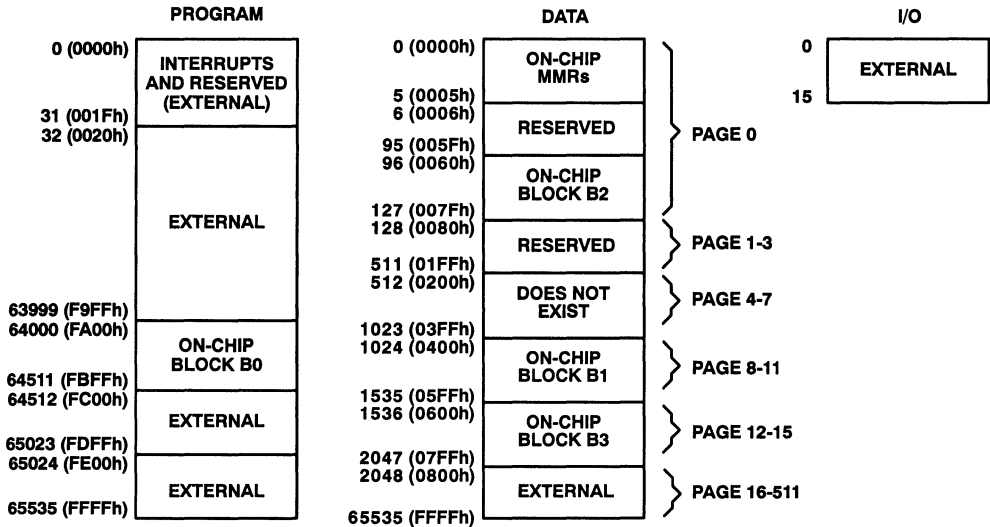 PROGRAM
0 (0000h)
INTERRUPTS
AND RESERVED
(EXTERNAL)
31 (001Fh)
32 (0020h)
EXTERNAL
63999 (F9FFh)
64000 (FA00h)
ON-CHIP
BLOCK B0
64511 (FBFFh)
64512 (FC00h)
EXTERNAL
65023 (FDFFh)
65024 (FE00h)
EXTERNAL
65535 (FFFFh)
DATA
0 (0000h)
ON-CHIP
MMRs
5 (0005h)
6 (0006h)
RESERVED
95 (005Fh)
96 (0060h)
ON-CHIP
BLOCK B2
127 (007Fh)
PAGE 0
128 (0080h)
RESERVED
511 (01FFh)
PAGE 1-3
512 (0200h)
DOES NOT
EXIST
1023 (03FFh)
PAGE 4-7
1024 (0400h)
ON-CHIP
BLOCK B1
1535 (05FFh)
PAGE 8-11
1536 (0600h)
ON-CHIP
BLOCK B3
2047 (07FFh)
PAGE 12-15
2048 (0800h)
EXTERNAL
65535 (FFFFh)
PAGE 16-511
I/O
0
EXTERNAL
15